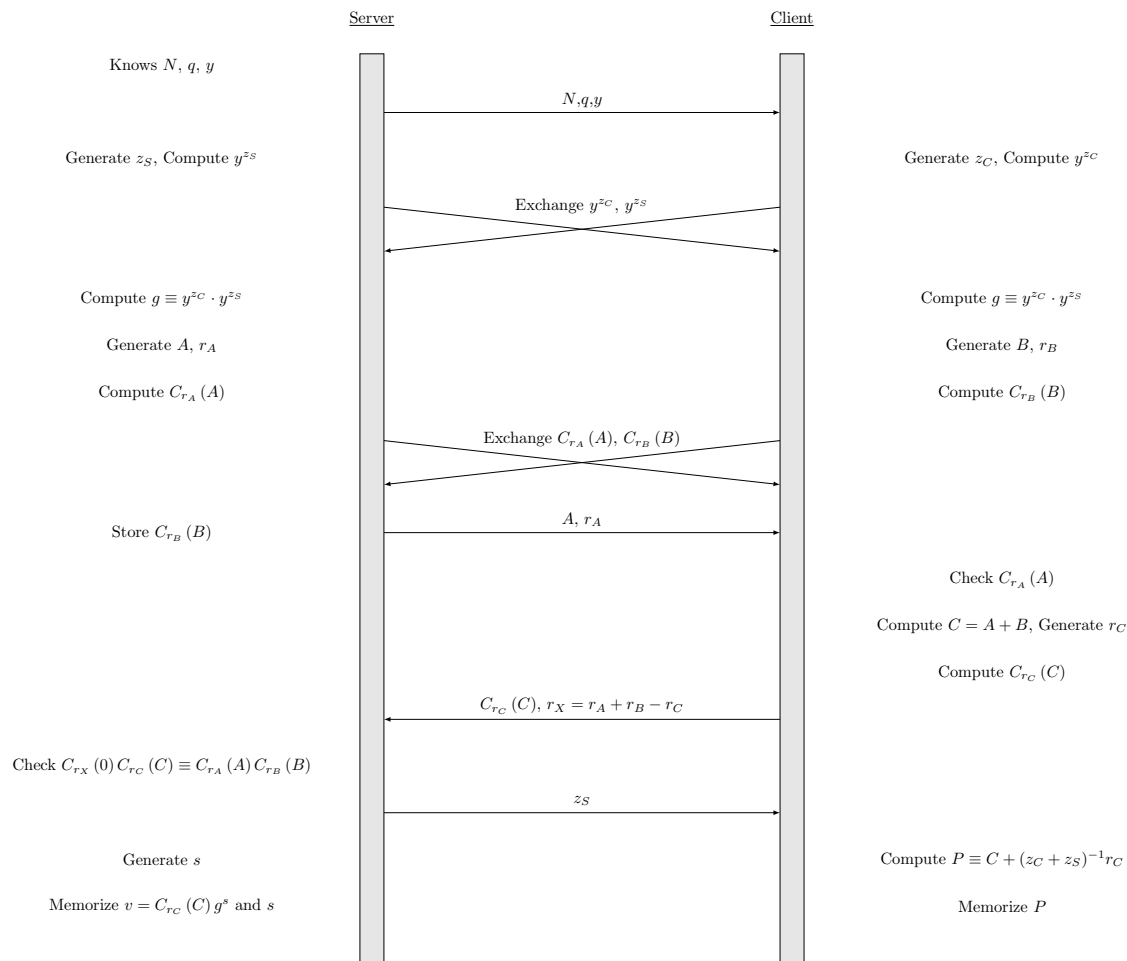 Server Client
Knows N, q, y
N,q,y
Generate z_S, Compute y^{z_S} Generate z_C, Compute y^{z_C}
Exchange y^{z_C}, y^{z_S}
Compute g ≡ y^{z_C} · y^{z_S} Compute g ≡ y^{z_C} · y^{z_S}
Generate A, r_A Generate B, r_B
Compute C_{r_A}(A) Compute C_{r_B}(B)
Exchange C_{r_A}(A), C_{r_B}(B)
A, r_A
Store C_{r_B}(B)
Check C_{r_A}(A)
Compute C = A + B, Generate r_C
Compute C_{r_C}(C)
C_{r_C}(C), r_X = r_A + r_B − r_C
Check C_{r_X}(0) C_{r_C}(C) ≡ C_{r_A}(A) C_{r_B}(B)
z_S
Generate s Compute P ≡ C + (z_C + z_S)^{−1} r_C
Memorize v = C_{r_C}(C) g^s and s Memorize P